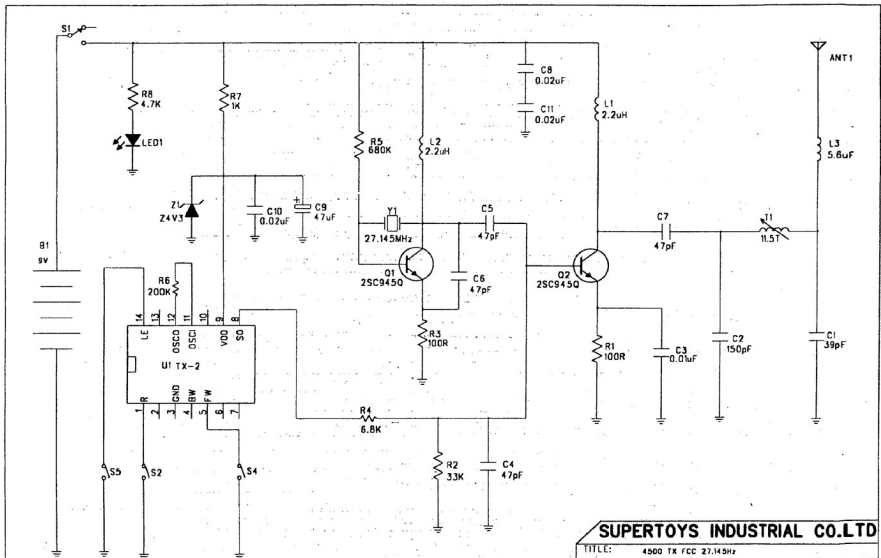 S1
R8
4.7K
LED1
R7
1K
Z1
Z4V3
C10
0.02uF
C9
47uF
B1
9V
R6
200K
14 13 12 11 10 9 8
LE OSCO OSCI VDD SO
U1 TX-2
R GND BW FW
1 2 3 4 5 6 7
S5
S2
S4
R5
680K
L2
2.2uH
Y1
27.145MHz
C5
47pF
C6
47pF
Q1
2SC945Q
R3
100R
R4
6.8K
R2
33K
C4
47pF
C8
0.02uF
C11
0.02uF
L1
2.2uH
Q2
2SC945Q
R1
100R
C3
0.01uF
C7
47pF
C2
150pF
T1
11.5T
ANT1
L3
5.6uF
C1
39pF
SUPERTOYS INDUSTRIAL CO.LTD
TITLE: 4500 TX FCC 27.145Hz